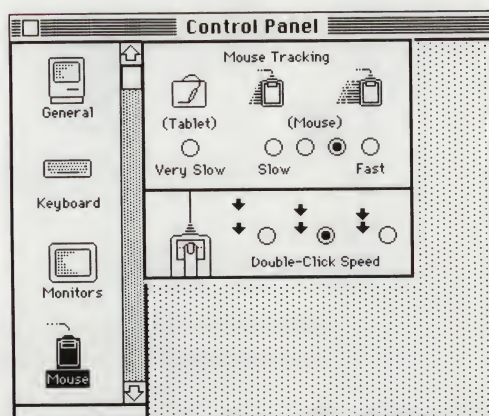 Control Panel
General
Keyboard
Monitors
Mouse
Mouse Tracking
(Tablet) (Mouse)
Very Slow Slow Fast
Double-Click Speed